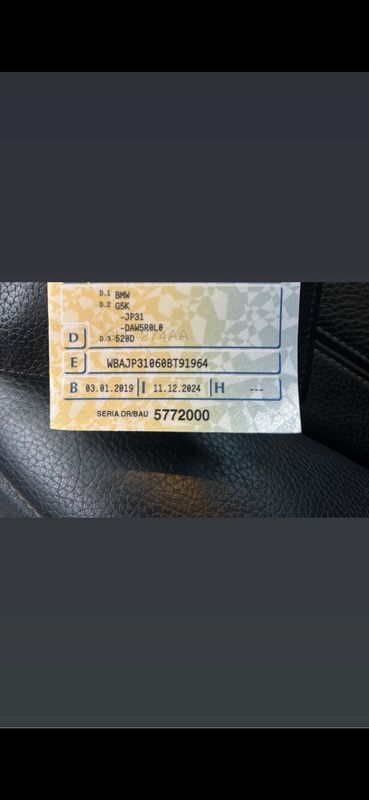 D.1 BMW
D.2 G5K
-JP31
-DAW5R0L0
D D.3 520D
E WBAJP31060BT91964
B 03.01.2019 I 11.12.2024 H ---
SERIA DR/BAU 5772000